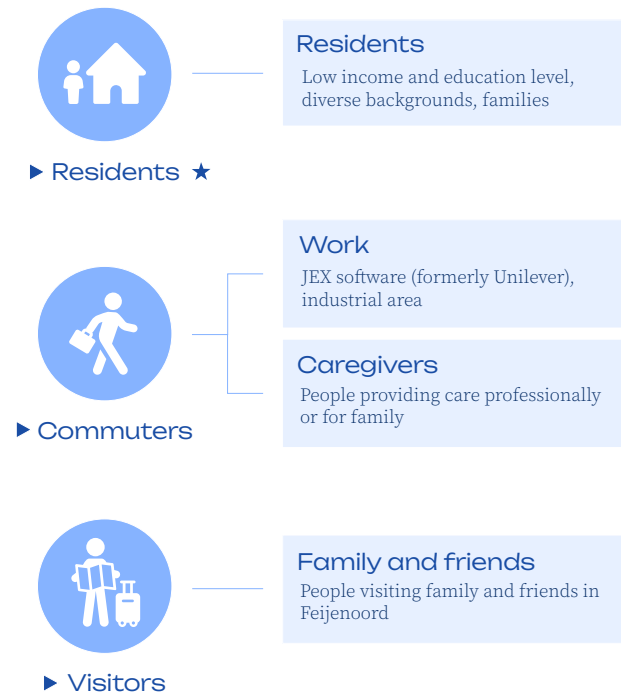 Residents
Low income and education level,
diverse backgrounds, families
▶ Residents ★
Work
JEX software (formerly Unilever),
industrial area
Caregivers
People providing care professionally
or for family
▶ Commuters
Family and friends
People visiting family and friends in
Feijenoord
▶ Visitors